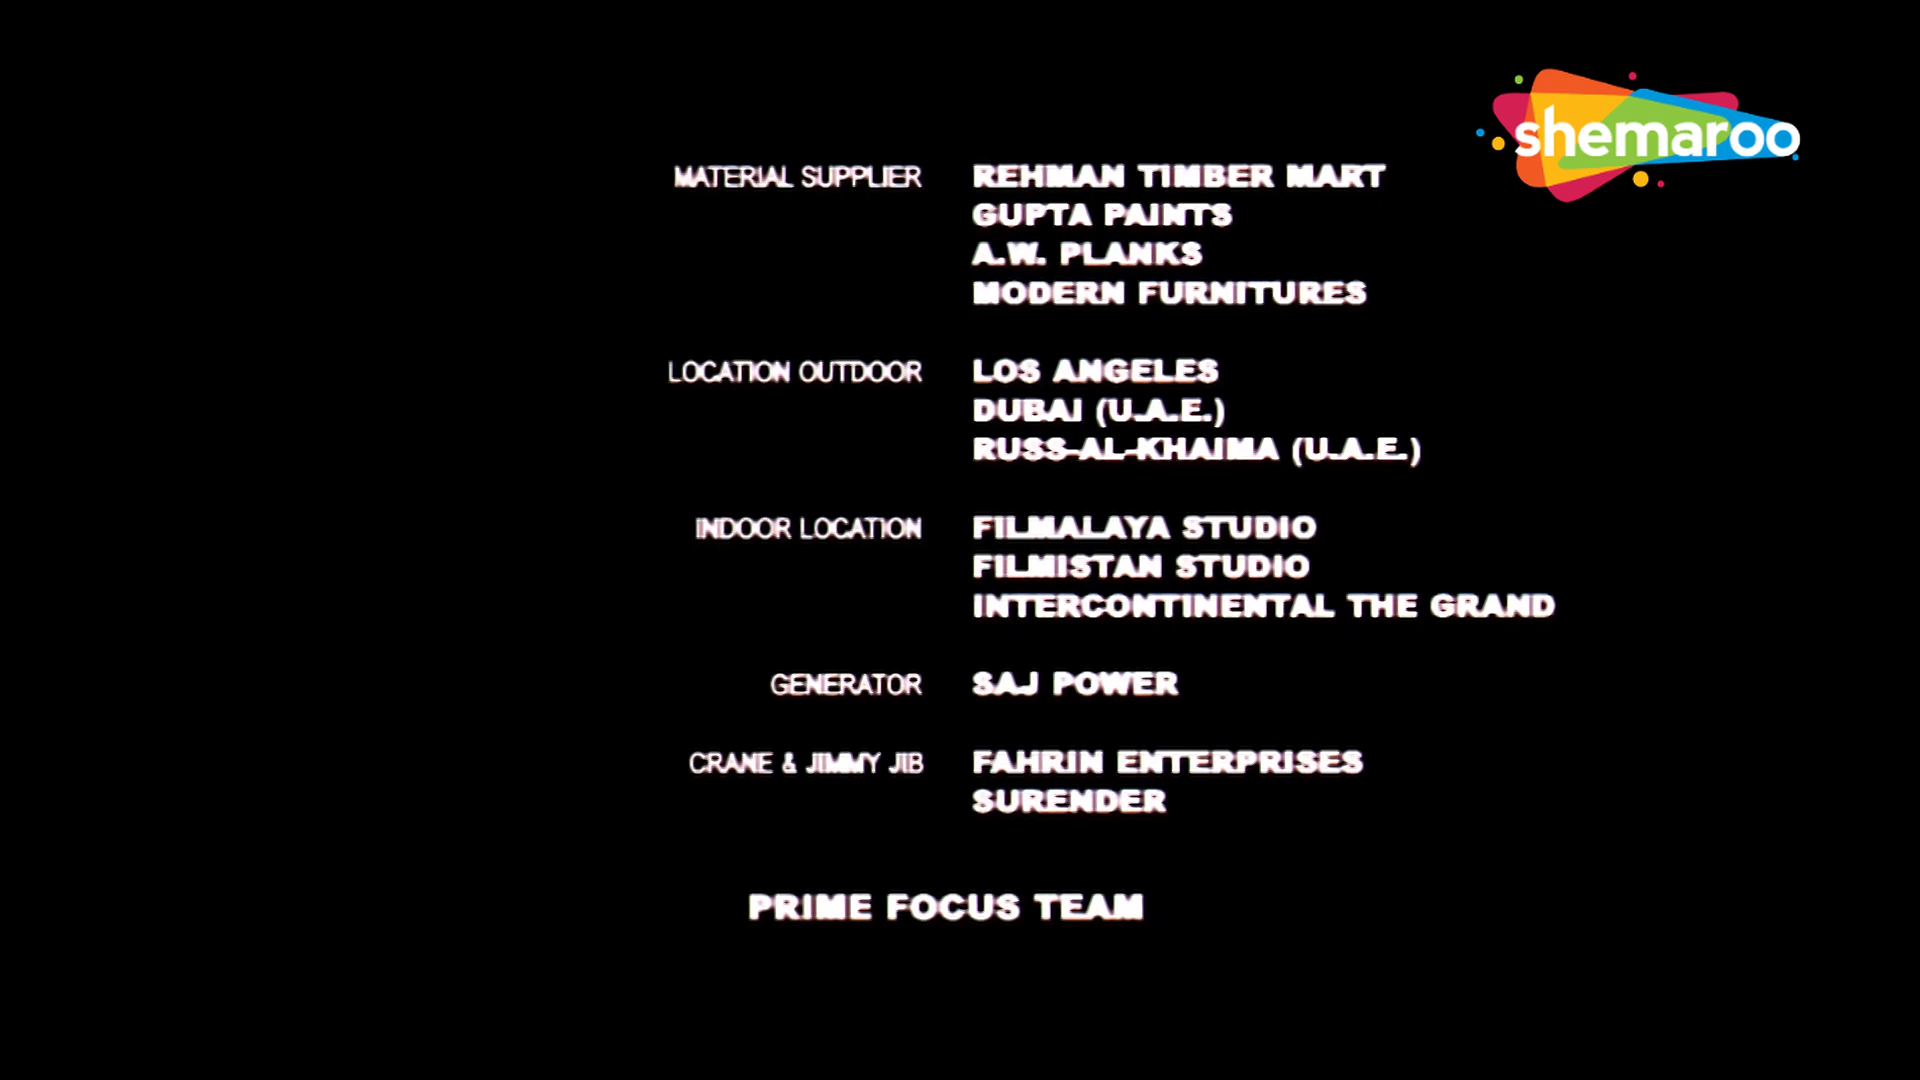 shemaroo
MATERIAL SUPPLIER REHMAN TIMBER MART
GUPTA PAINTS
A.W. PLANKS
MODERN FURNITURES
LOCATION OUTDOOR LOS ANGELES
DUBAI (U.A.E.)
RUSS-AL-KHAIMA (U.A.E.)
INDOOR LOCATION FILMALAYA STUDIO
FILMISTAN STUDIO
INTERCONTINENTAL THE GRAND
GENERATOR SAJ POWER
CRANE & JIMMY JIB FAHRIN ENTERPRISES
SURENDER
PRIME FOCUS TEAM